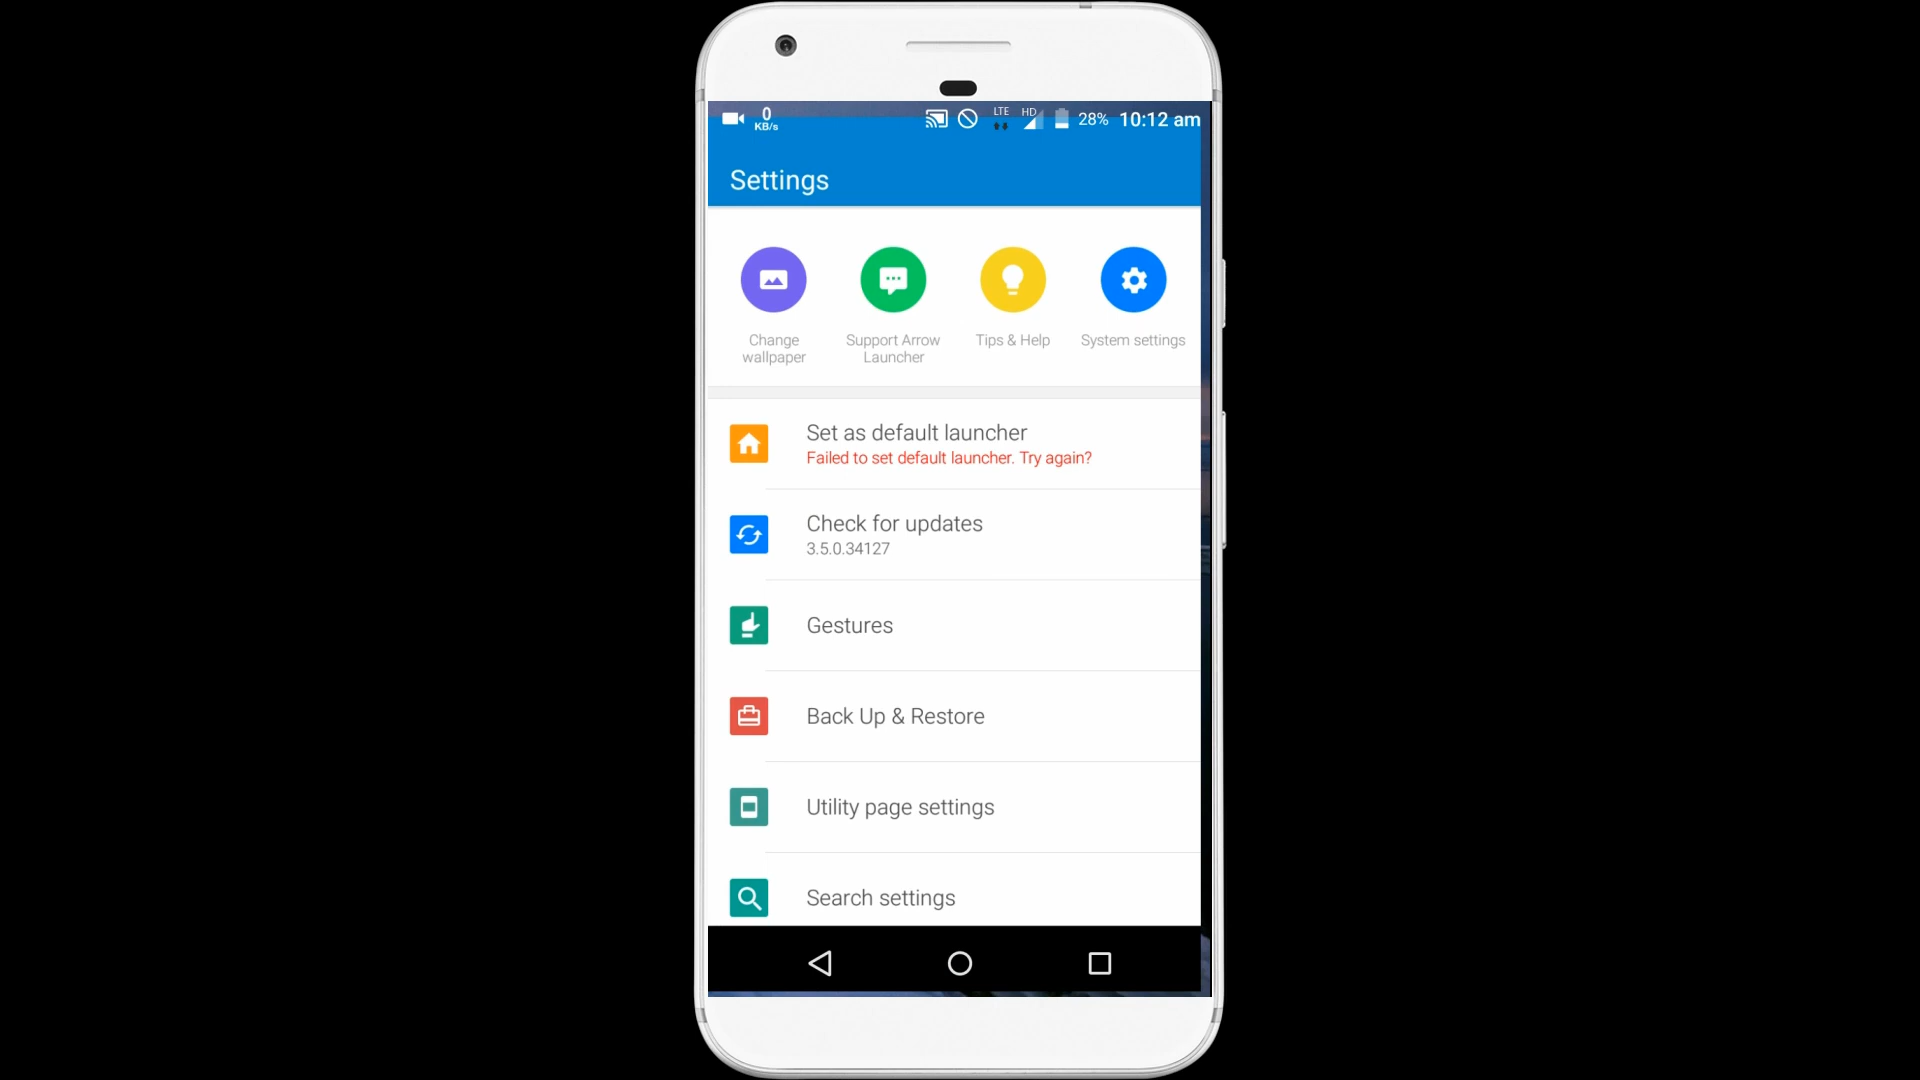 0
KB/s
LTE
HD
28%
10:12 am
Settings
Change
wallpaper
Support Arrow
Launcher
Tips & Help
System settings
Set as default launcher
Failed to set default launcher. Try again?
Check for updates
3.5.0.34127
Gestures
Back Up & Restore
Utility page settings
Search settings